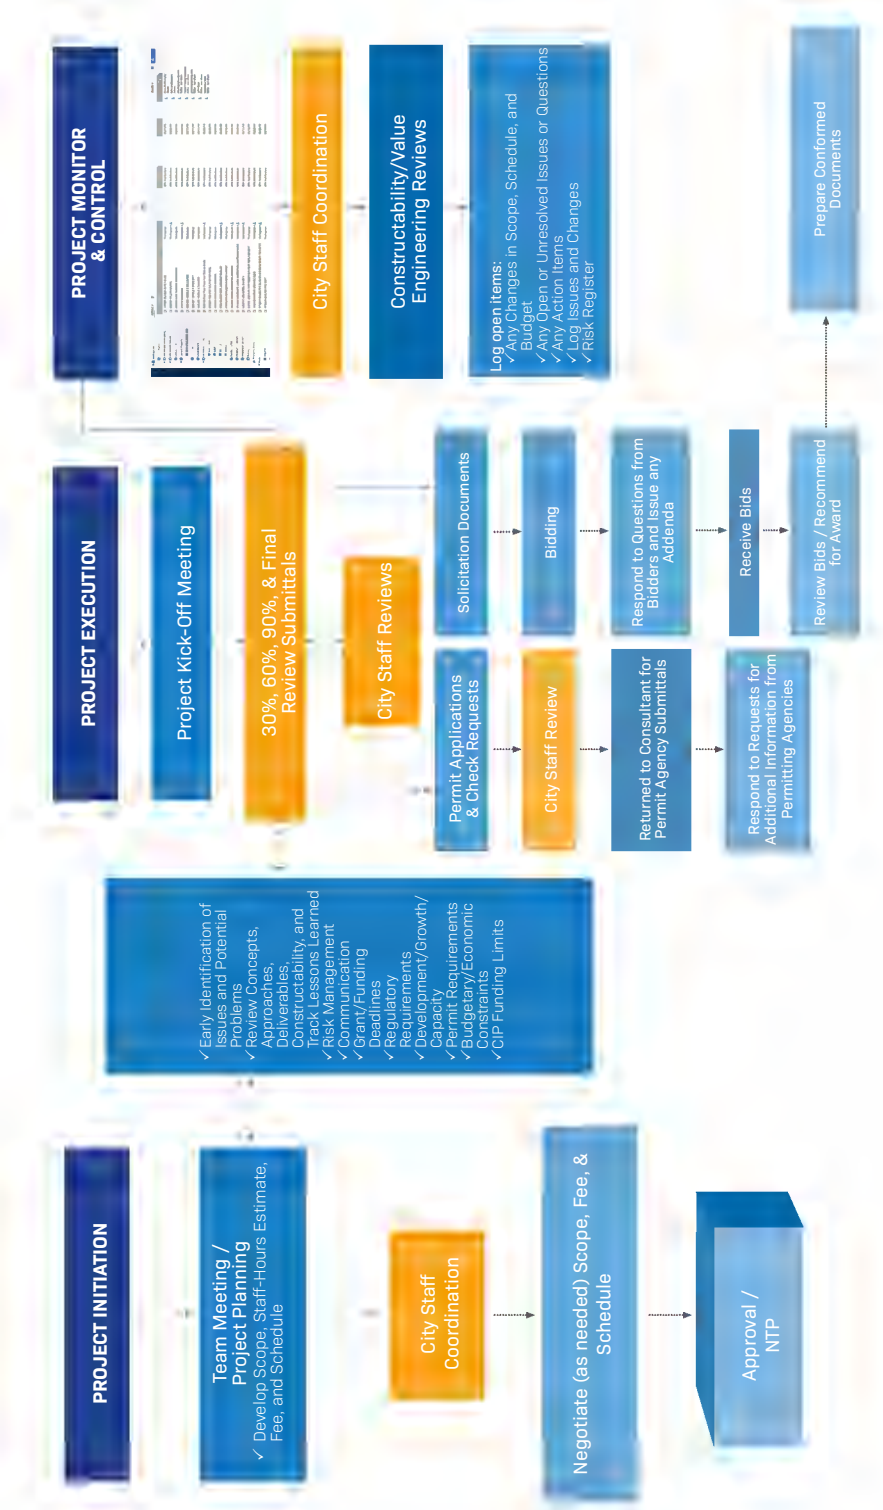 PROJECT INITIATION
Team Meeting /
Project Planning
✓ Develop Scope, Staff-Hours Estimate,
Fee, and Schedule
City Staff
Coordination
Negotiate (as needed) Scope, Fee, &
Schedule
Approval /
NTP
✓Early Identification of
Issues and Potential
Problems
✓Review Concepts,
Approaches,
Deliverables,
Constructability, and
Track Lessons Learned
✓Risk Management
✓Communication
✓Grant/Funding
Deadlines
✓Regulatory
Requirements
✓Development/Growth/
Capacity
✓Permit Requirements
✓Budgetary/Economic
Constraints
✓CIP Funding Limits
PROJECT EXECUTION
Project Kick-Off Meeting
30%, 60%, 90%, & Final
Review Submittals
City Staff Reviews
Permit Applications
& Check Requests
City Staff Review
Returned to Consultant for
Permit Agency Submittals
Respond to Requests for
Additional Information from
Permitting Agencies
Solicitation Documents
Bidding
Respond to Questions from
Bidders and Issue any
Addenda
Receive Bids
Review Bids / Recommend
for Award
Prepare Conformed
Documents
PROJECT MONITOR
& CONTROL
City Staff Coordination
Constructability/Value
Engineering Reviews
Log open items:
✓Any Changes in Scope, Schedule, and
Budget
✓Any Open or Unresolved Issues or Questions
✓Any Action Items
✓Log Issues and Changes
✓Risk Register